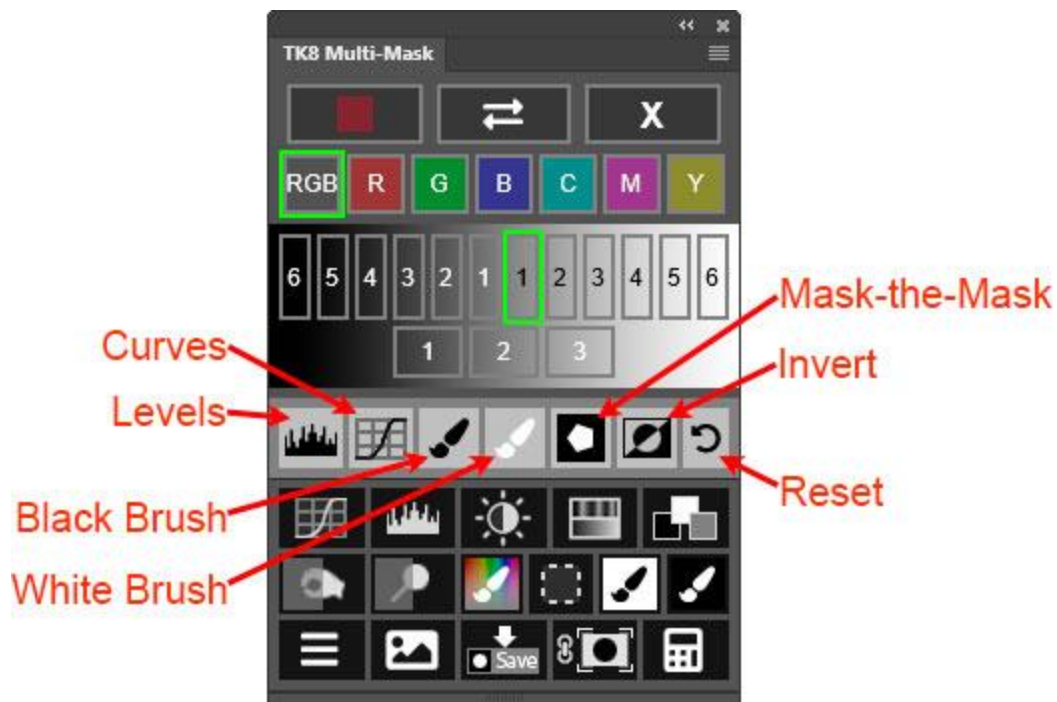 TK8 Multi-Mask
X
RGB R G B C M Y
6 5 4 3 2 1 1 2 3 4 5 6
1 2 3
Mask-the-Mask
Curves
Invert
Levels
Reset
Black Brush
White Brush
Save